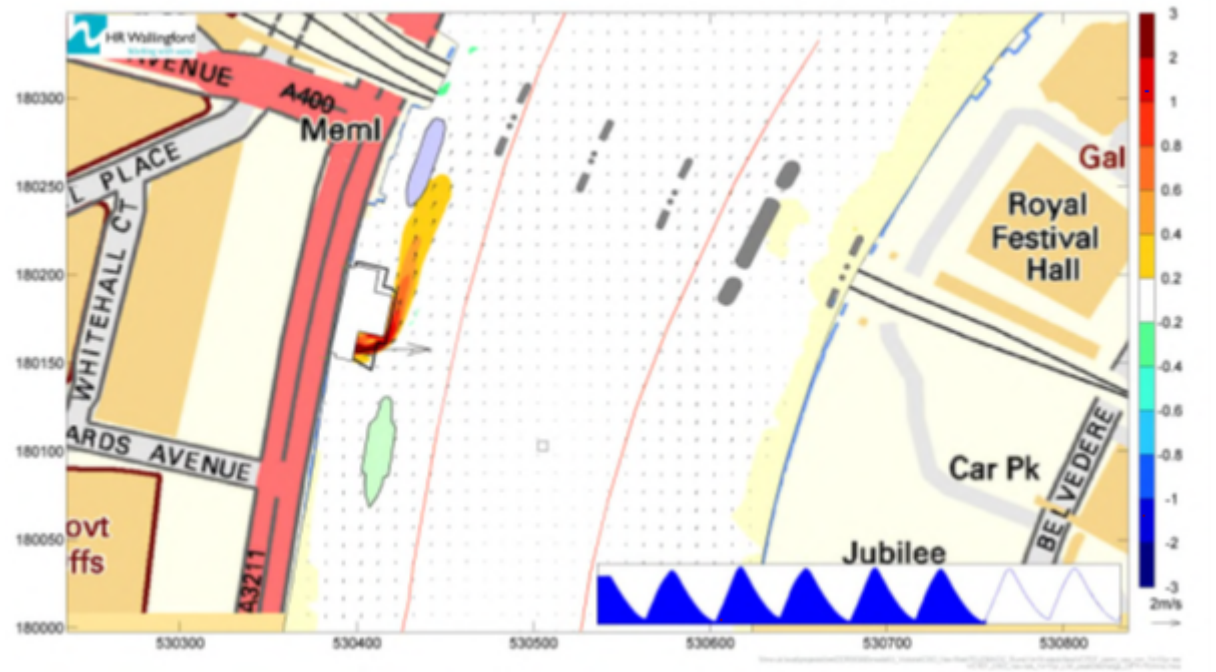 HR Wallingford
working with water
AVENUE
A400
Meml
L PLACE
WHITEHALL CT
ARDS AVENUE
ovt
ffs
A3211
Gal
Royal
Festival
Hall
Car Pk
BELVEDERE
Jubilee
180300
180250
180200
180150
180100
180050
180000
530300
530400
530500
530600
530700
530800
3
2
1
0.8
0.6
0.4
0.2
-0.2
-0.4
-0.6
-0.8
-1
-2
-3
2m/s